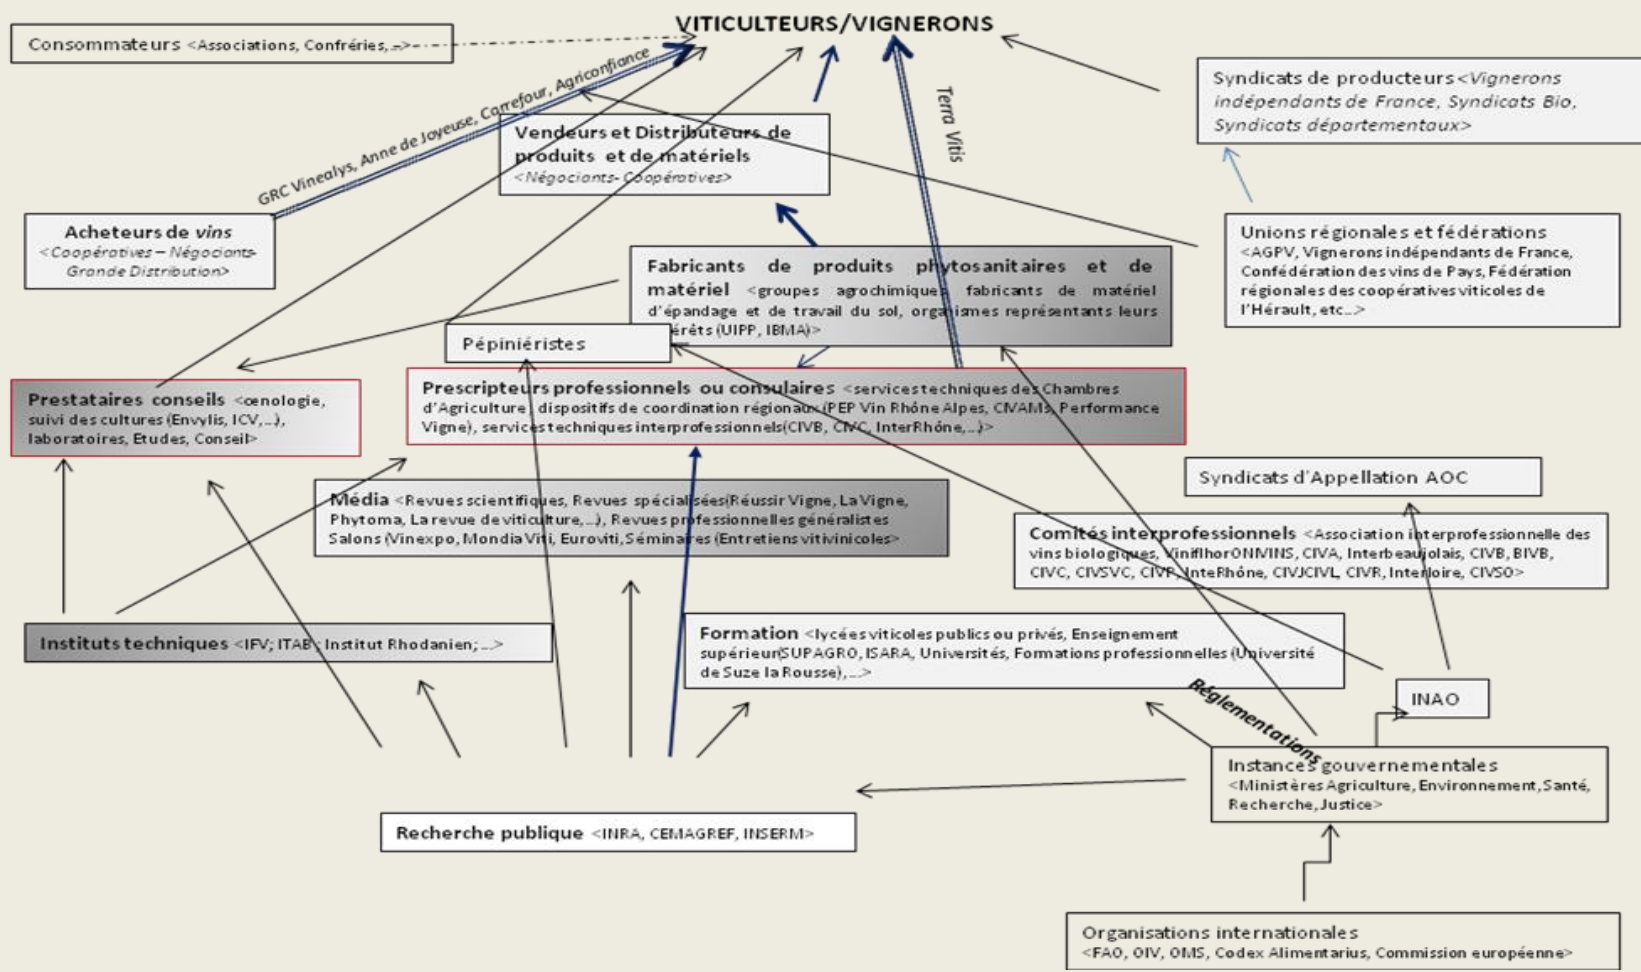 VITICULTEURS/VIGNERONS
Consommateurs <Associations, Confréries,...>
GRC Vinealys, Anne de Joyeuse, Carrefour, Agriconfiance
Terra Vitis
Syndicats de producteurs <Vignerons
indépendants de France, Syndicats Bio,
Syndicats départementaux>
Vendeurs et Distributeurs de
produits et de matériels
<Négociants- Coopératives>
Acheteurs de vins
<Coopératives – Négociants-
Grande Distribution>
Unions régionales et fédérations
<AGPV, Vignerons indépendants de France,
Confédération des vins de Pays, Fédération
régionales des coopératives viticoles de
l'Hérault, etc...>
Fabricants de produits phytosanitaires et de
matériel <groupes agrochimiques fabricants de matériel
d'épandage et de travail du sol, organismes représentants leurs
érêts (UIPP, IBMA)>
Pépiniéristes
Prestataires conseils <œnologie,
suivi des cultures (Envylis, ICV,...),
laboratoires, Etudes, Conseil>
Prescripteurs professionnels ou consulaires <services techniques des Chambres
d'Agriculture, dispositifs de coordination régionaux (PEP Vin Rhône Alpes, CIVAMs, Performance
Vigne), services techniques interprofessionnels(CIVB, CIVC, InterRhône,...)>
Syndicats d'Appellation AOC
Média <Revues scientifiques, Revues spécialisées(Réussir Vigne, La Vigne,
Phytoma, La revue de viticulture,...), Revues professionnelles généralistes
Salons (Vinexpo, Mondia Viti, Euroviti, Séminaires (Entretiens vitivinicoles>
Comités interprofessionnels <Association interprofessionnelle des
vins biologiques, ViniflhorONIVINS, CIVA, Interbeaujolais, CIVB, BIVB,
CIVC, CIVSVC, CIVP, InteRhône, CIVJCIVL, CIVR, Interloire, CIVSO>
Instituts techniques <IFV; ITAB; Institut Rhodanien; ...>
Formation <lycées viticoles publics ou privés, Enseignement
supérieur(SUPAGRO, ISARA, Universités, Formations professionnelles (Université
de Suze la Rousse),...>
INAO
Réglementations
Instances gouvernementales
<Ministères Agriculture, Environnement, Santé,
Recherche, Justice>
Recherche publique <INRA, CEMAGREF, INSERM>
Organisations internationales
<FAO, OIV, OMS, Codex Alimentarius, Commission européenne>